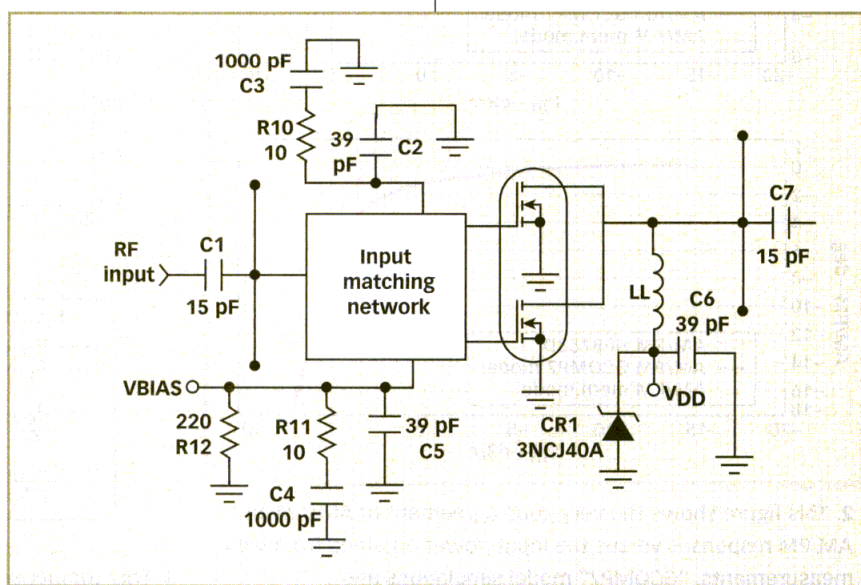 1000 pF
C3
R10
10
39
pF
C2
C7
15 pF
RF
input
C1
15 pF
Input
matching
network
LL
C6
39 pF
VBIAS
220
R12
R11
10
39 pF
C5
VDD
CR1
3NCJ40A
C4
1000 pF